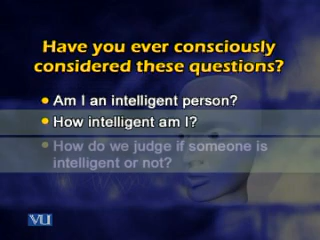 Have you ever consciously
considered these questions?
Am I an intelligent person?
How intelligent am I?
How do we judge if someone is
intelligent or not?
VU